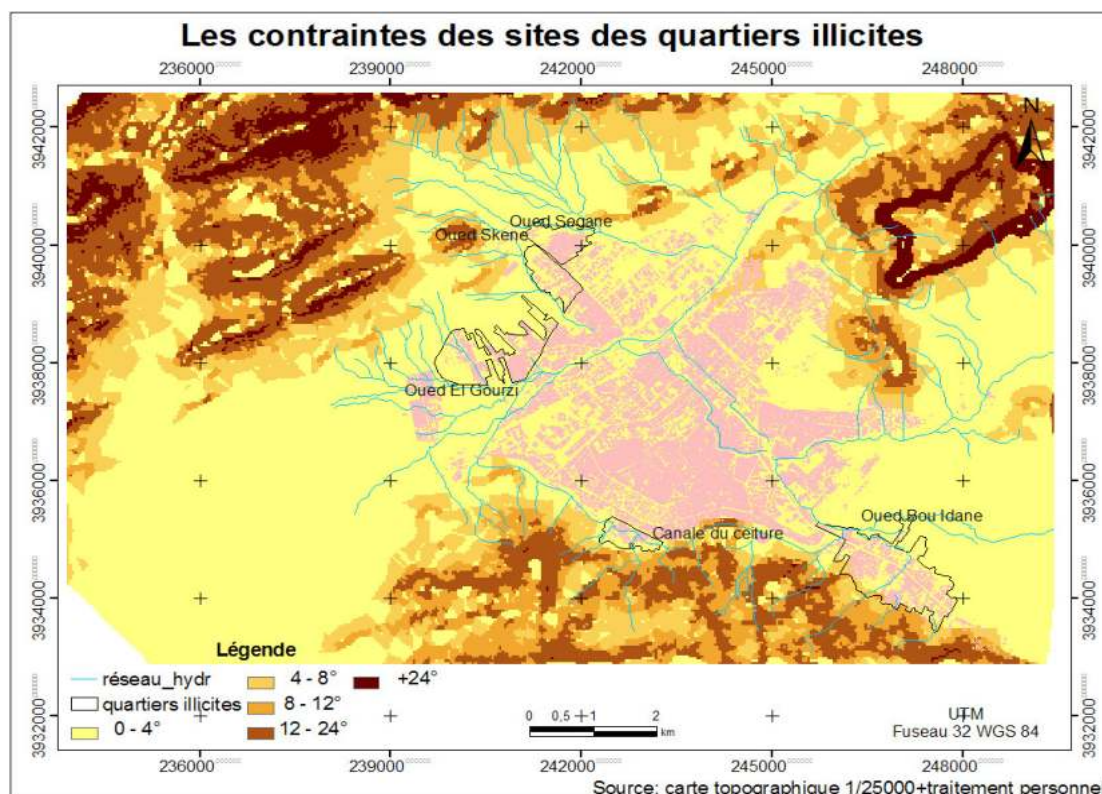 Les contraintes des sites des quartiers illicites
236000 239000 242000 245000 248000
3942000 3942000
N
Oued Segane
Oued Skene
3940000 3940000
3938000 3938000
Oued El Gourzi
3936000 3936000
Oued Bou Idane
Canale du ceiture
3934000 3934000
Légende
réseau_hydr 4 - 8° +24°
quartiers illicites 8 - 12°
0 - 4° 12 - 24°
0 0,5 1 2
km
UTM
Fuseau 32 WGS 84
3932000 3932000
236000 239000 242000 245000 248000
Source: carte topographique 1/25000+traitement personnel